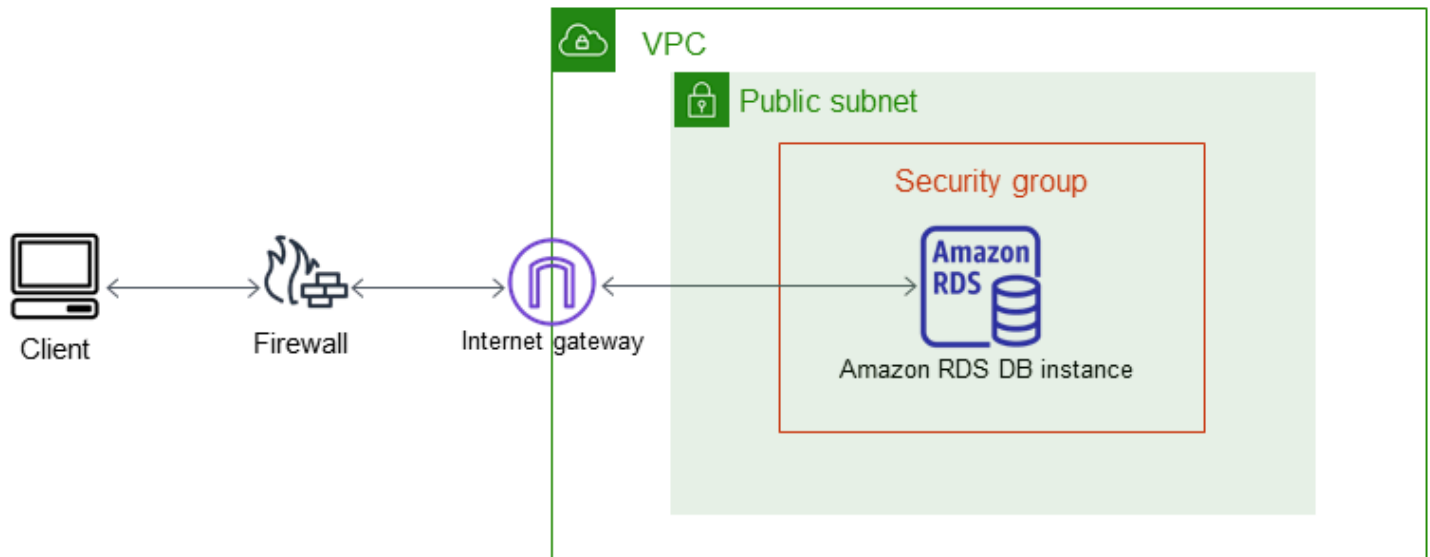 VPC
Public subnet
Security group
Amazon
RDS
Client
Firewall
Internet gateway
Amazon RDS DB instance